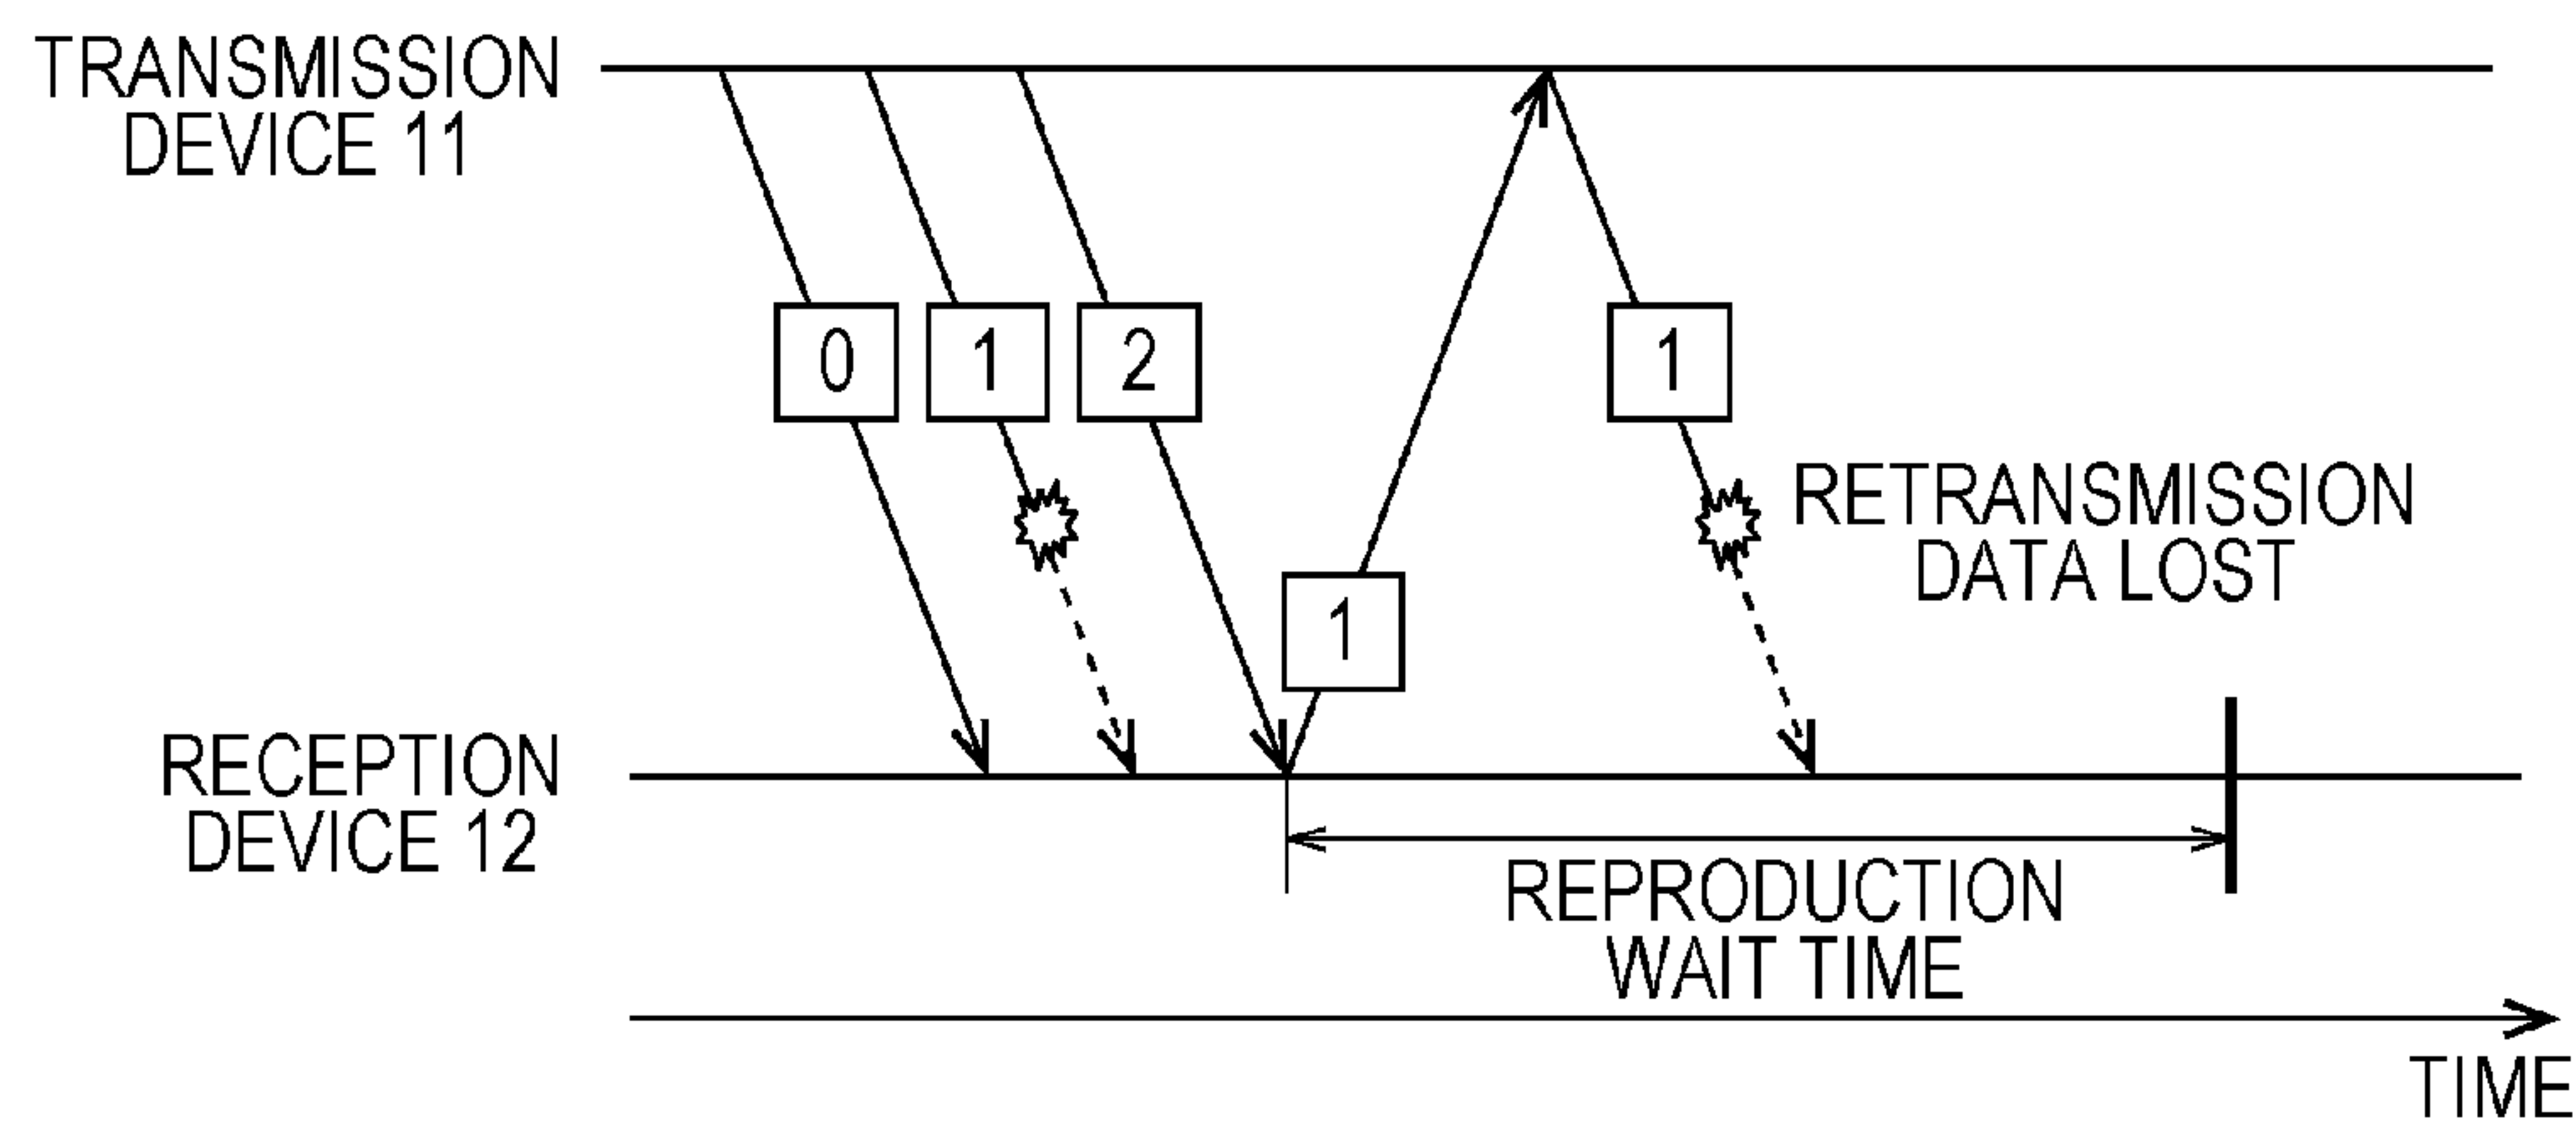 TRANSMISSION
DEVICE 11
0
1
2
1
RETRANSMISSION
DATA LOST
1
RECEPTION
DEVICE 12
REPRODUCTION
WAIT TIME
TIME